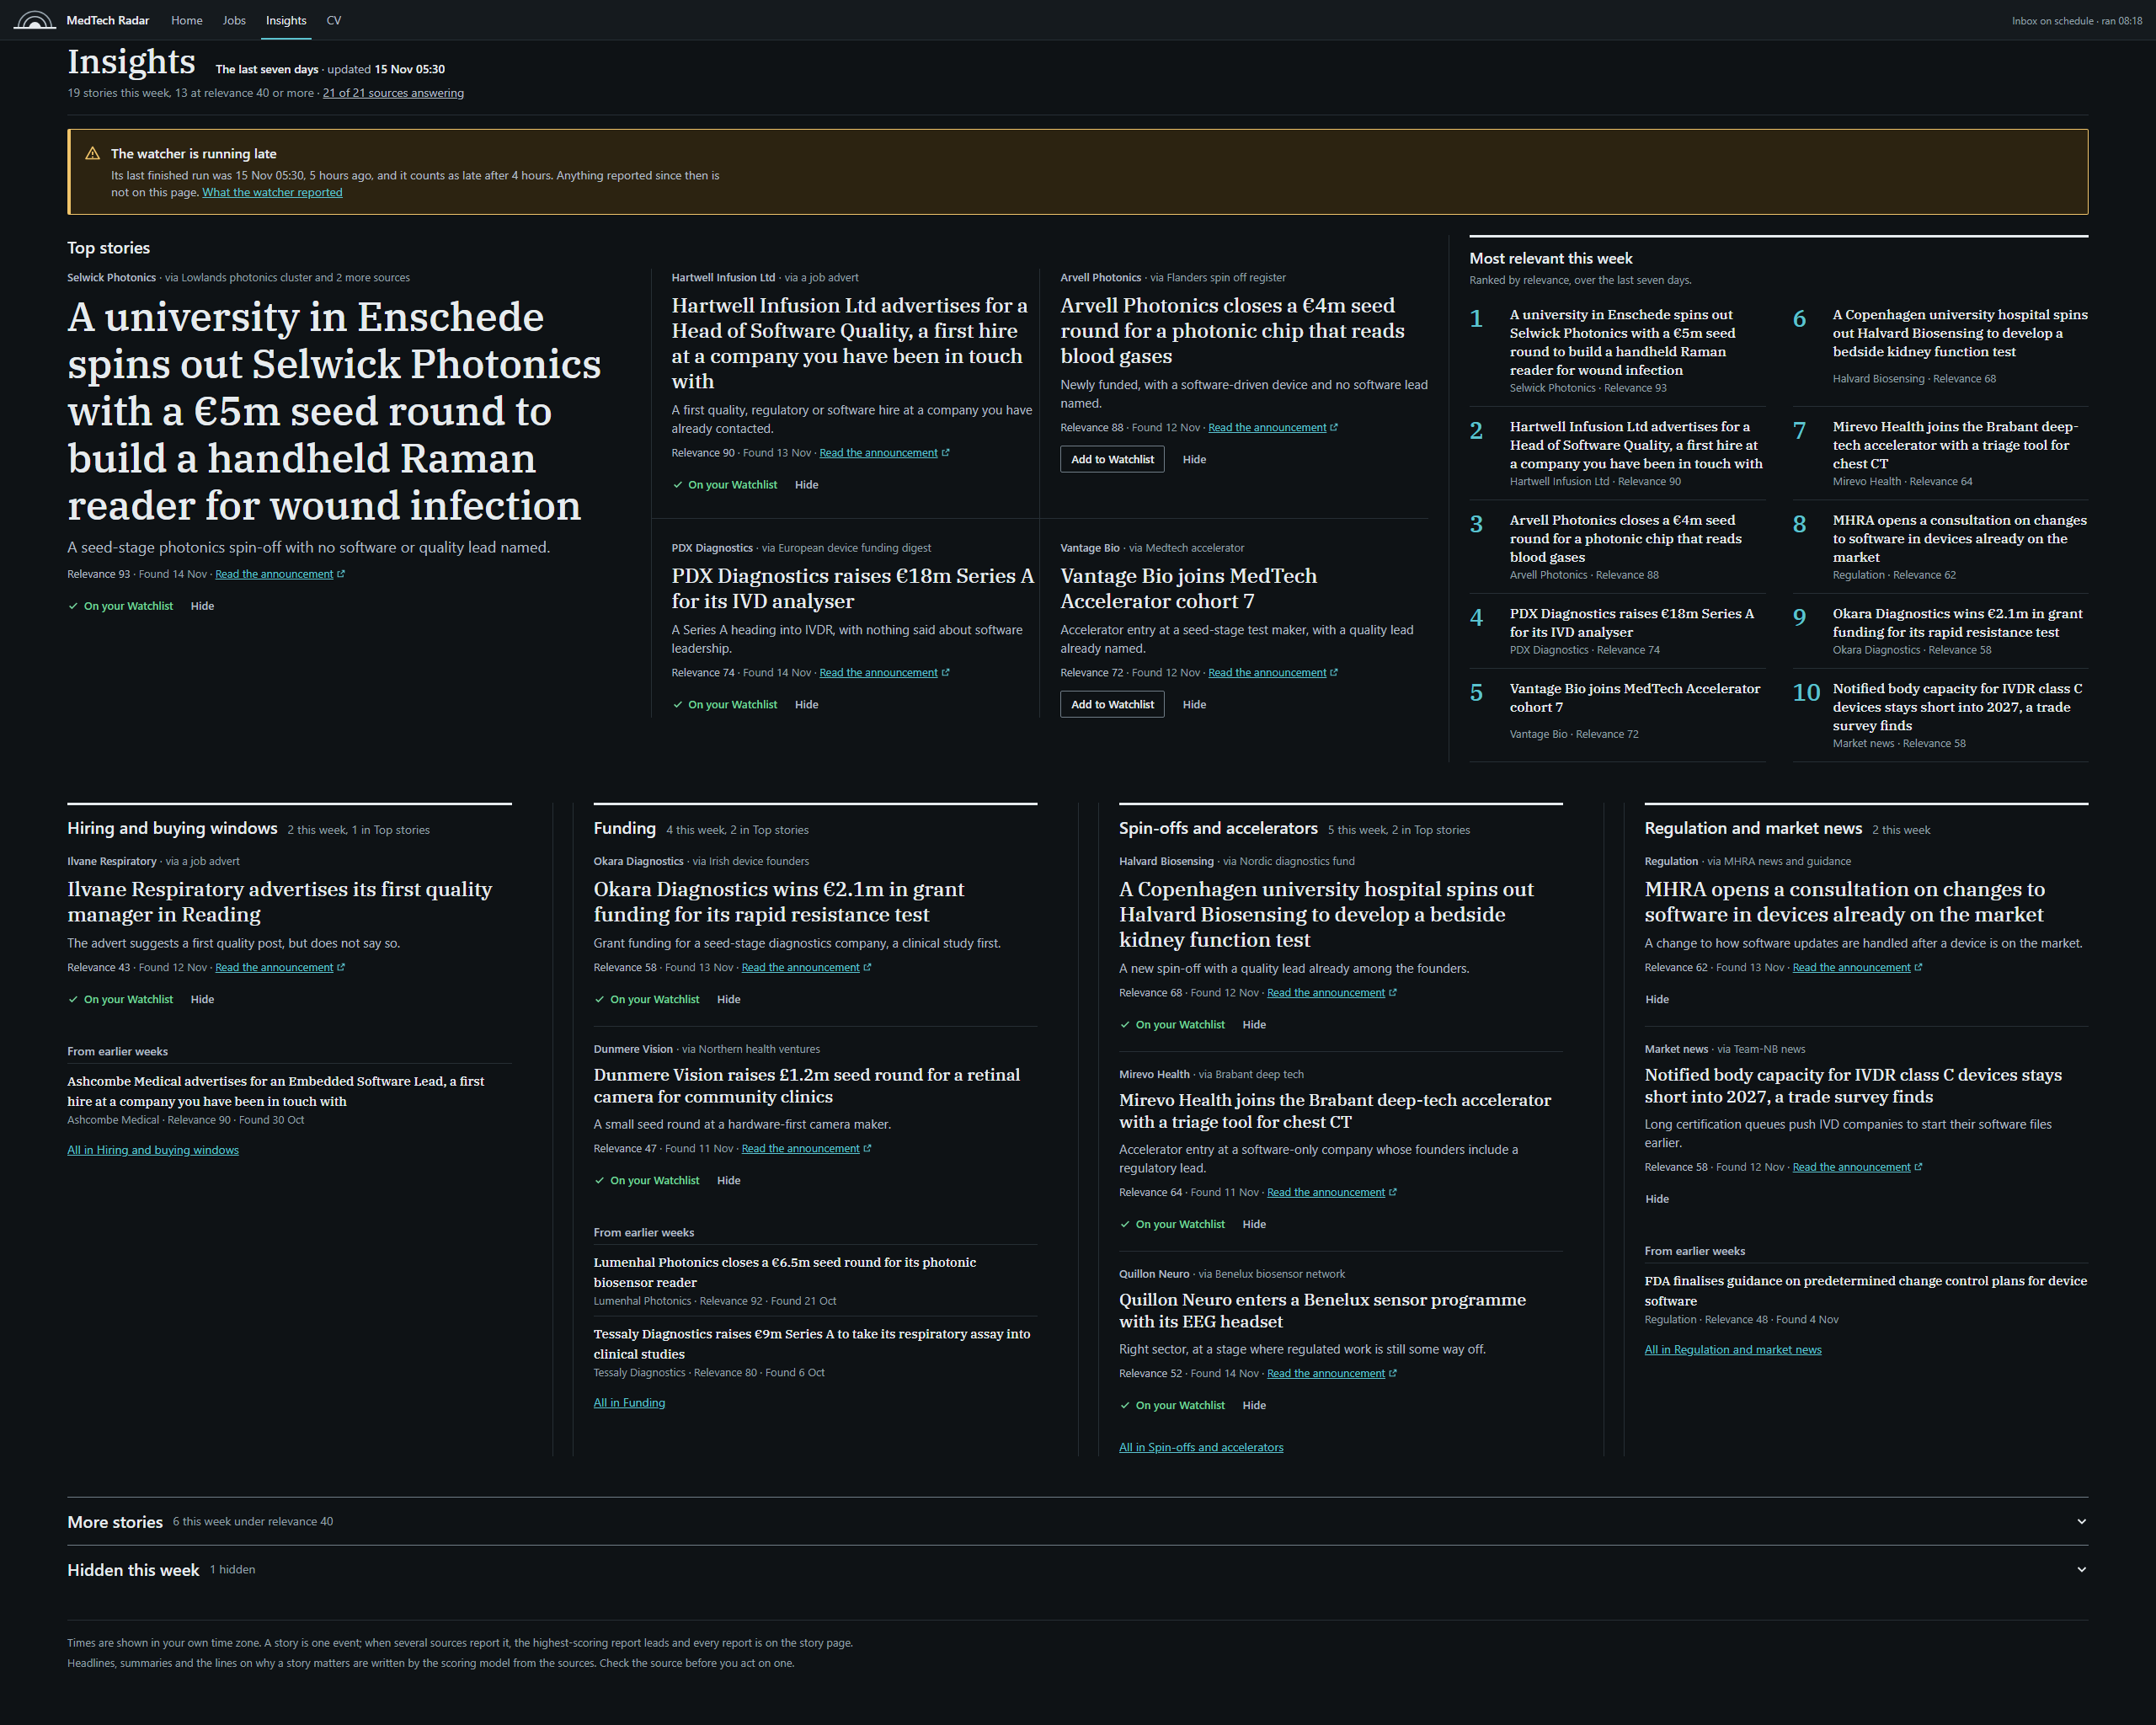 MedTech Radar
Home
Jobs
Insights
CV
Inbox on schedule · ran 08:18
Insights
The last seven days · updated 15 Nov 05:30
19 stories this week, 13 at relevance 40 or more · 21 of 21 sources answering
The watcher is running late
Its last finished run was 15 Nov 05:30, 5 hours ago, and it counts as late after 4 hours. Anything reported since then is
not on this page. What the watcher reported
Top stories
Selwick Photonics · via Lowlands photonics cluster and 2 more sources
A university in Enschede
spins out Selwick Photonics
with a €5m seed round to
build a handheld Raman
reader for wound infection
A seed-stage photonics spin-off with no software or quality lead named.
Relevance 93 · Found 14 Nov · Read the announcement
On your Watchlist
Hide
Hartwell Infusion Ltd · via a job advert
Hartwell Infusion Ltd advertises for a
Head of Software Quality, a first hire
at a company you have been in touch
with
A first quality, regulatory or software hire at a company you have
already contacted.
Relevance 90 · Found 13 Nov · Read the announcement
On your Watchlist
Hide
Arvell Photonics · via Flanders spin off register
Arvell Photonics closes a €4m seed
round for a photonic chip that reads
blood gases
Newly funded, with a software-driven device and no software lead
named.
Relevance 88 · Found 12 Nov · Read the announcement
Add to Watchlist
Hide
PDX Diagnostics · via European device funding digest
PDX Diagnostics raises €18m Series A
for its IVD analyser
A Series A heading into IVDR, with nothing said about software
leadership.
Relevance 74 · Found 14 Nov · Read the announcement
On your Watchlist
Hide
Vantage Bio · via Medtech accelerator
Vantage Bio joins MedTech
Accelerator cohort 7
Accelerator entry at a seed-stage test maker, with a quality lead
already named.
Relevance 72 · Found 12 Nov · Read the announcement
Add to Watchlist
Hide
Most relevant this week
Ranked by relevance, over the last seven days.
1
A university in Enschede spins out
Selwick Photonics with a €5m seed
round to build a handheld Raman
reader for wound infection
Selwick Photonics · Relevance 93
2
Hartwell Infusion Ltd advertises for a
Head of Software Quality, a first hire at
a company you have been in touch with
Hartwell Infusion Ltd · Relevance 90
3
Arvell Photonics closes a €4m seed
round for a photonic chip that reads
blood gases
Arvell Photonics · Relevance 88
4
PDX Diagnostics raises €18m Series A
for its IVD analyser
PDX Diagnostics · Relevance 74
5
Vantage Bio joins MedTech Accelerator
cohort 7
Vantage Bio · Relevance 72
6
A Copenhagen university hospital spins
out Halvard Biosensing to develop a
bedside kidney function test
Halvard Biosensing · Relevance 68
7
Mirevo Health joins the Brabant deep-
tech accelerator with a triage tool for
chest CT
Mirevo Health · Relevance 64
8
MHRA opens a consultation on changes
to software in devices already on the
market
Regulation · Relevance 62
9
Okara Diagnostics wins €2.1m in grant
funding for its rapid resistance test
Okara Diagnostics · Relevance 58
10
Notified body capacity for IVDR class C
devices stays short into 2027, a trade
survey finds
Market news · Relevance 58
Hiring and buying windows
2 this week, 1 in Top stories
Ilvane Respiratory · via a job advert
Ilvane Respiratory advertises its first quality
manager in Reading
The advert suggests a first quality post, but does not say so.
Relevance 43 · Found 12 Nov · Read the announcement
On your Watchlist
Hide
From earlier weeks
Ashcombe Medical advertises for an Embedded Software Lead, a first
hire at a company you have been in touch with
Ashcombe Medical · Relevance 90 · Found 30 Oct
All in Hiring and buying windows
Funding
4 this week, 2 in Top stories
Okara Diagnostics · via Irish device founders
Okara Diagnostics wins €2.1m in grant
funding for its rapid resistance test
Grant funding for a seed-stage diagnostics company, a clinical study first.
Relevance 58 · Found 13 Nov · Read the announcement
On your Watchlist
Hide
Dunmere Vision · via Northern health ventures
Dunmere Vision raises £1.2m seed round for a retinal
camera for community clinics
A small seed round at a hardware-first camera maker.
Relevance 47 · Found 11 Nov · Read the announcement
On your Watchlist
Hide
From earlier weeks
Lumenhal Photonics closes a €6.5m seed round for its photonic
biosensor reader
Lumenhal Photonics · Relevance 92 · Found 21 Oct
Tessaly Diagnostics raises €9m Series A to take its respiratory assay into
clinical studies
Tessaly Diagnostics · Relevance 80 · Found 6 Oct
All in Funding
Spin-offs and accelerators
5 this week, 2 in Top stories
Halvard Biosensing · via Nordic diagnostics fund
A Copenhagen university hospital spins out
Halvard Biosensing to develop a bedside
kidney function test
A new spin-off with a quality lead already among the founders.
Relevance 68 · Found 12 Nov · Read the announcement
On your Watchlist
Hide
Mirevo Health · via Brabant deep tech
Mirevo Health joins the Brabant deep-tech accelerator
with a triage tool for chest CT
Accelerator entry at a software-only company whose founders include a
regulatory lead.
Relevance 64 · Found 11 Nov · Read the announcement
On your Watchlist
Hide
Quillon Neuro · via Benelux biosensor network
Quillon Neuro enters a Benelux sensor programme
with its EEG headset
Right sector, at a stage where regulated work is still some way off.
Relevance 52 · Found 14 Nov · Read the announcement
On your Watchlist
Hide
All in Spin-offs and accelerators
Regulation and market news
2 this week
Regulation · via MHRA news and guidance
MHRA opens a consultation on changes to
software in devices already on the market
A change to how software updates are handled after a device is on the market.
Relevance 62 · Found 13 Nov · Read the announcement
Hide
Market news · via Team-NB news
Notified body capacity for IVDR class C devices stays
short into 2027, a trade survey finds
Long certification queues push IVD companies to start their software files
earlier.
Relevance 58 · Found 12 Nov · Read the announcement
Hide
From earlier weeks
FDA finalises guidance on predetermined change control plans for device
software
Regulation · Relevance 48 · Found 4 Nov
All in Regulation and market news
More stories
6 this week under relevance 40
Hidden this week
1 hidden
Times are shown in your own time zone. A story is one event; when several sources report it, the highest-scoring report leads and every report is on the story page.
Headlines, summaries and the lines on why a story matters are written by the scoring model from the sources. Check the source before you act on one.